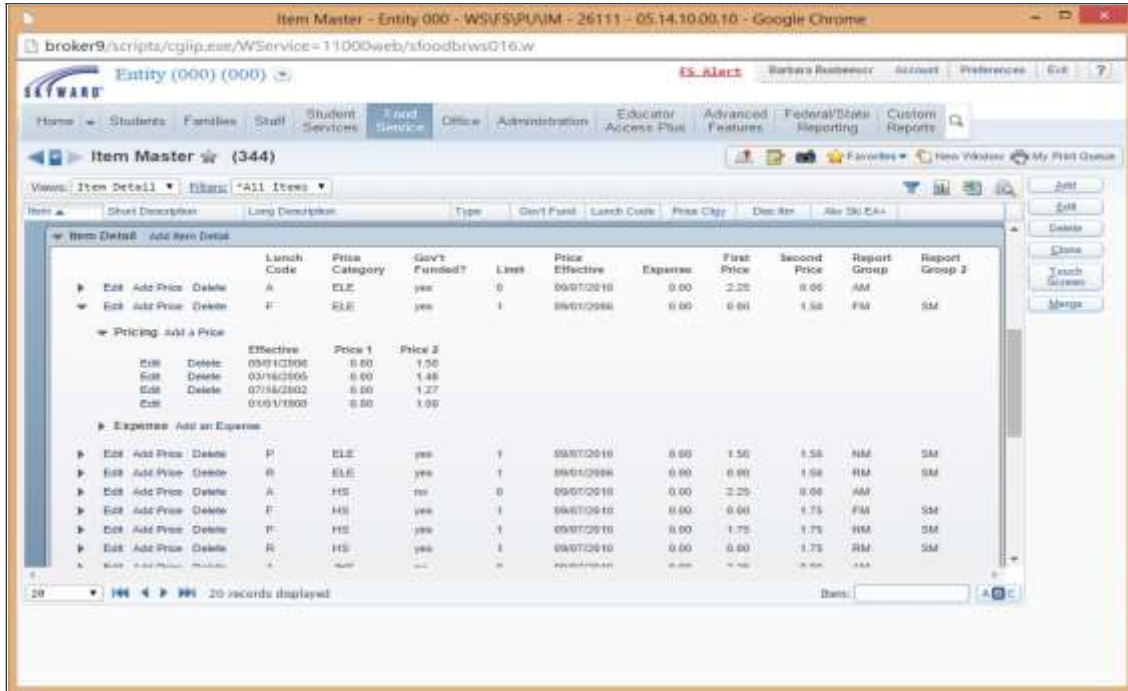 Item Master - Entity 000 - WS\FS\PU\IM - 26111 - 05.14.10.00.10 - Google Chrome
broker9/scripts/cgiip.exe/WService=11000web/sfoodbrws016.w
SKYWARD
Entity (000) (000)
FS Alert Barbara Account Preferences Exit ?
Home Students Families Staff Student Services Food Service Office Administration Educator Access Plus Advanced Features Federal/State Reporting Custom Reports
Item Master (344)
Favorites New Window My Print Queue
Views: Item Detail Filters: *All Items
Item Short Description Long Description Type Gov't Fund Lunch Code Price Ctgy
Add
Edit
Delete
Clone
Touch Screen
Merge
Item Detail Add Item Detail
Lunch Code Price Category Gov't Funded? Limit Price Effective Expense First Price Second Price Report Group Report Group 2
Edit Add Price Delete A ELE yes 0 09/07/2010 0.00 2.25 0.00 AM
Edit Add Price Delete F ELE yes 1 09/01/2006 0.00 0.00 1.50 FM SM
Pricing Add a Price
Effective Price 1 Price 2
Edit Delete 09/01/2006 0.00 1.50
Edit Delete 03/16/2005 0.00 1.48
Edit Delete 07/16/2002 0.00 1.27
Edit 01/01/1900 0.00 1.00
Expense Add an Expense
Edit Add Price Delete P ELE yes 1 09/07/2010 0.00 1.50 1.50 NM SM
Edit Add Price Delete R ELE yes 1 09/01/2006 0.00 0.00 1.50 RM SM
Edit Add Price Delete A HS no 0 09/07/2010 0.00 2.25 0.00 AM
Edit Add Price Delete F HS yes 1 09/07/2010 0.00 0.00 1.75 FM SM
Edit Add Price Delete P HS yes 1 09/07/2010 0.00 1.75 1.75 SM
Edit Add Price Delete R HS yes 1 09/07/2010 0.00 0.00 1.75 RM SM
20 20 records displayed Item: A C